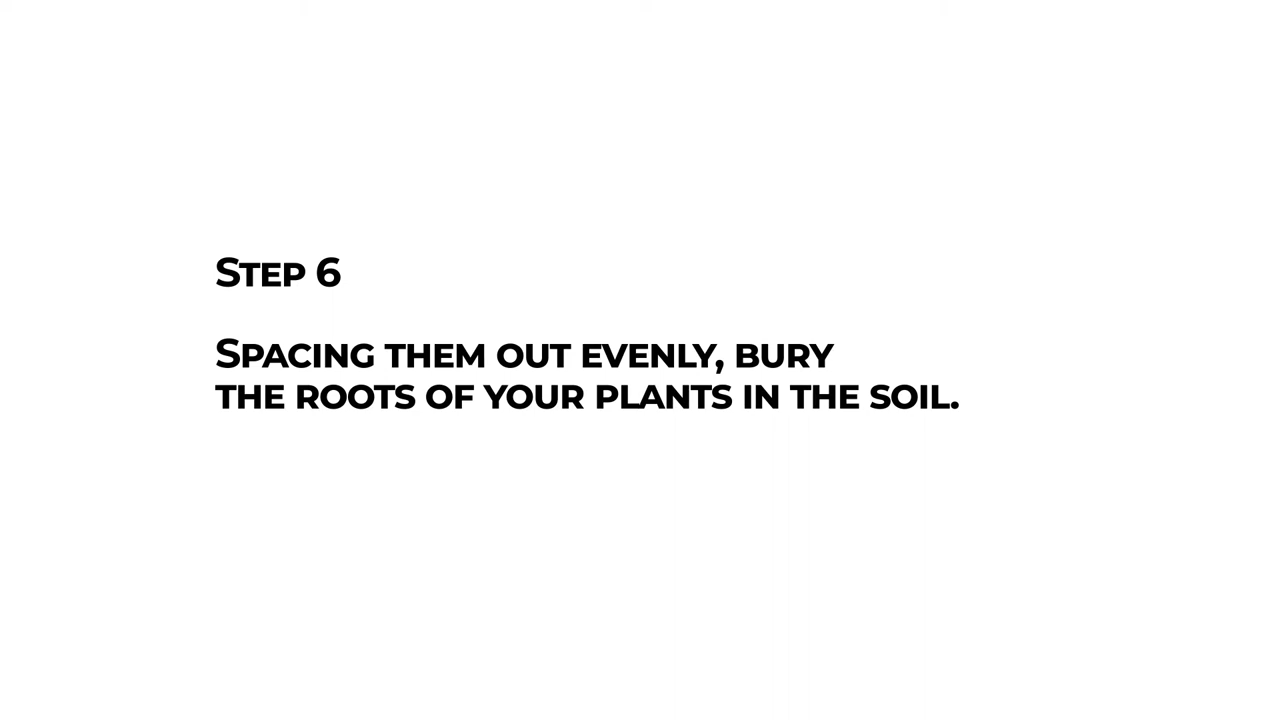 Step 6
Spacing them out evenly, bury
the roots of your plants in the soil.